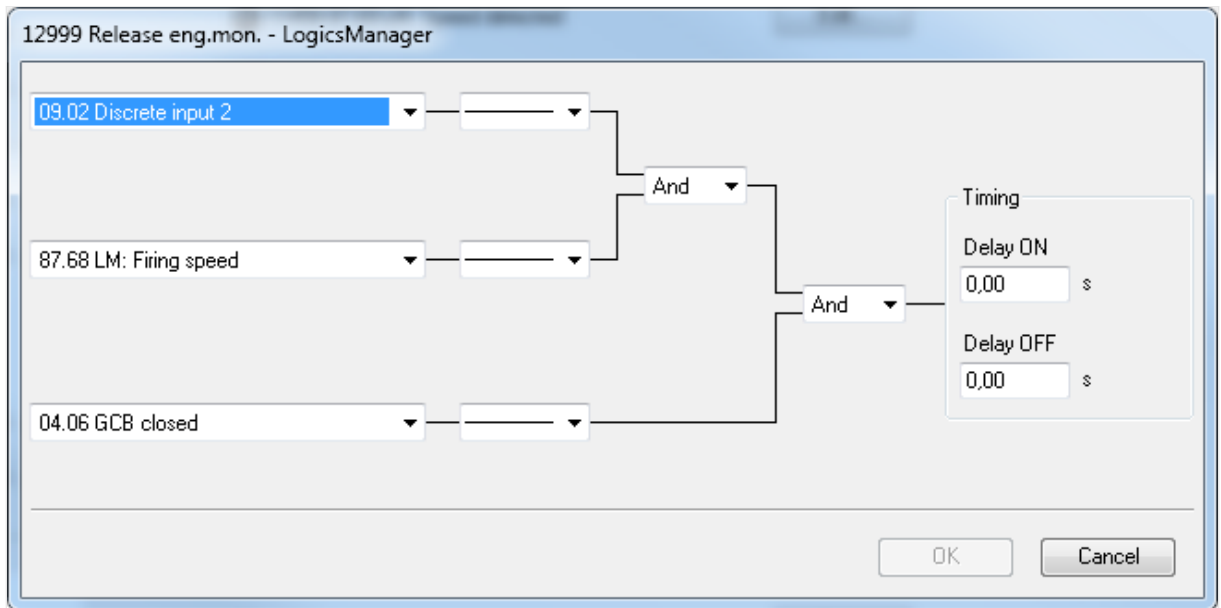 12999 Release eng.mon. - LogicsManager
09.02 Discrete input 2
And
Timing
87.68 LM: Firing speed
Delay ON
0,00 s
And
Delay OFF
0,00 s
04.06 GCB closed
OK
Cancel